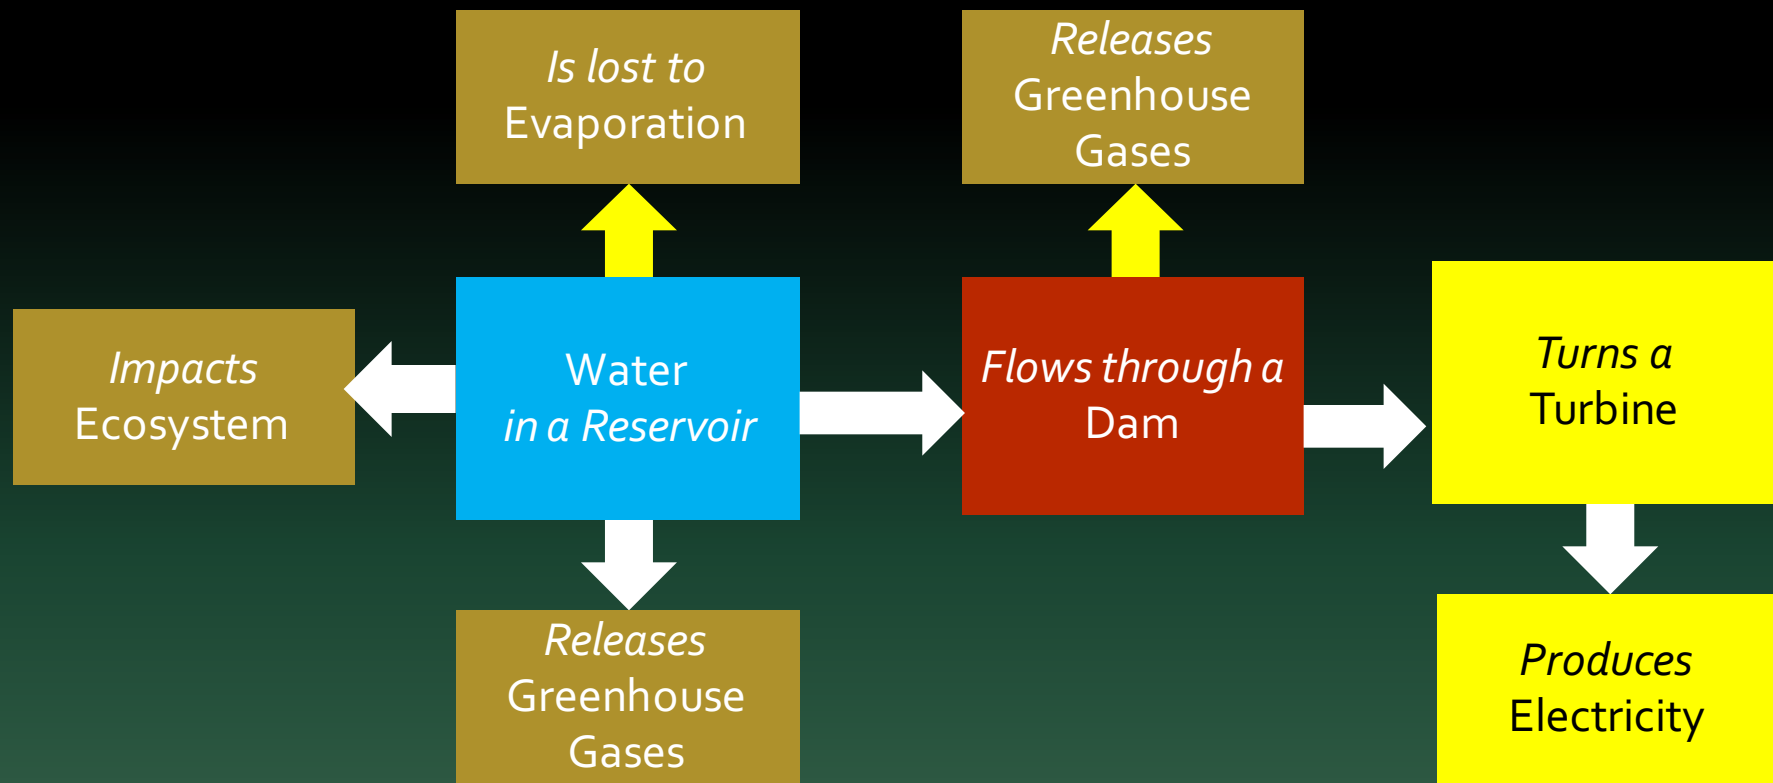 Is lost to
Evaporation
Releases
Greenhouse
Gases
Impacts
Ecosystem
Water
in a Reservoir
Flows through a
Dam
Turns a
Turbine
Releases
Greenhouse
Gases
Produces
Electricity